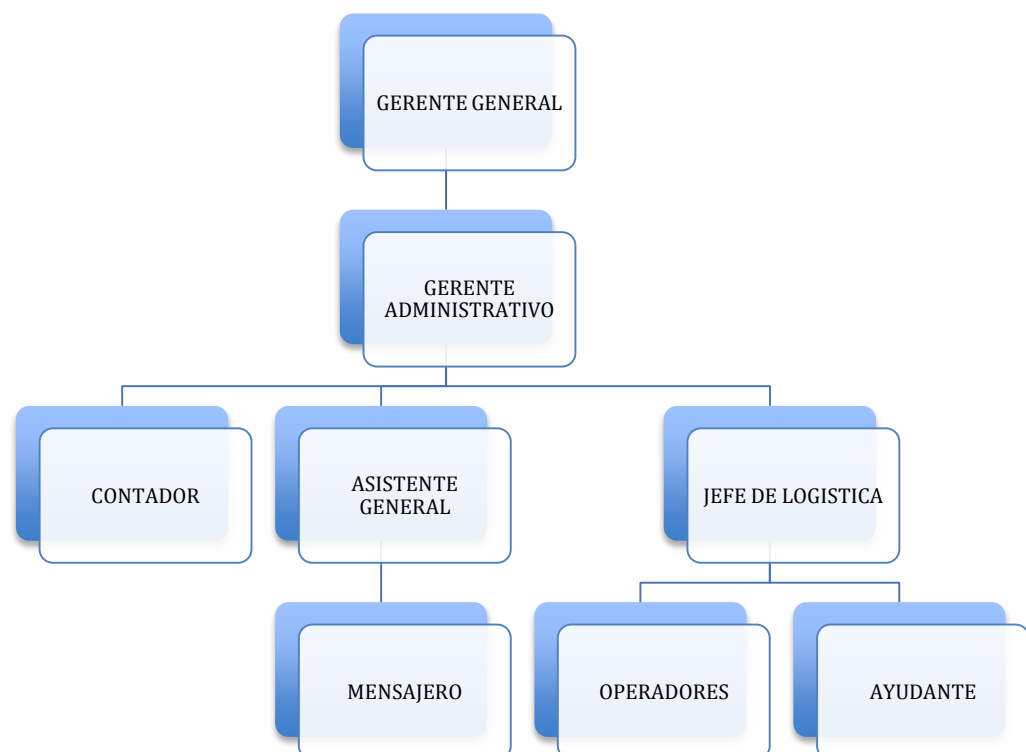 GERENTE GENERAL
GERENTE
ADMINISTRATIVO
CONTADOR
ASISTENTE
GENERAL
JEFE DE LOGISTICA
MENSAJERO
OPERADORES
AYUDANTE